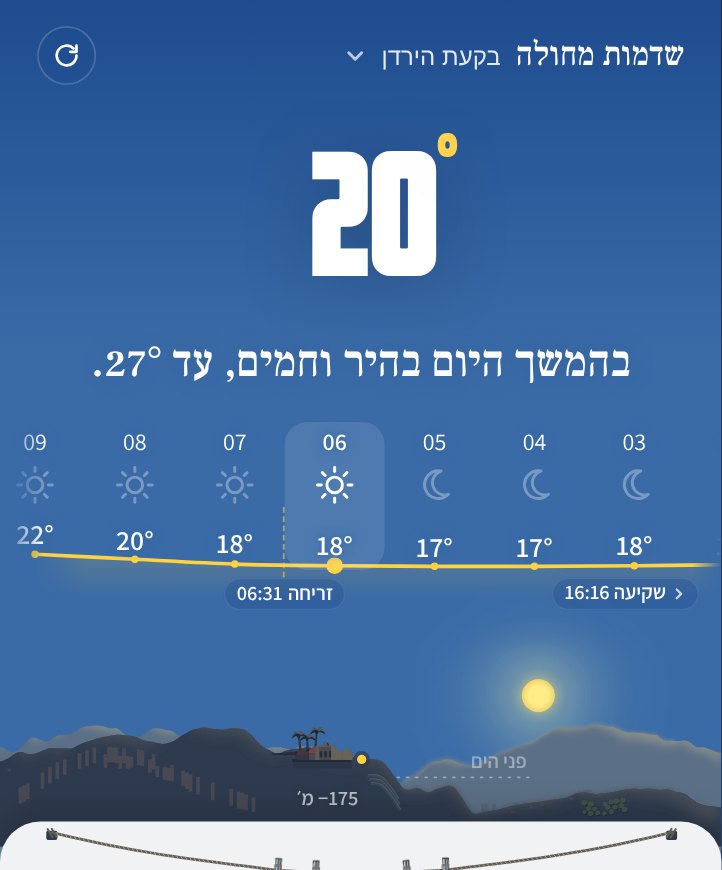 שדמות מחולה בקעת הירדן
20°
בהמשך היום בהיר וחמים, עד 27°.
03 04 05 06 07 08 09
18° 17° 17° 18° 18° 20° 22°
שקיעה 16:16 זריחה 06:31
פני הים
−175 מ׳